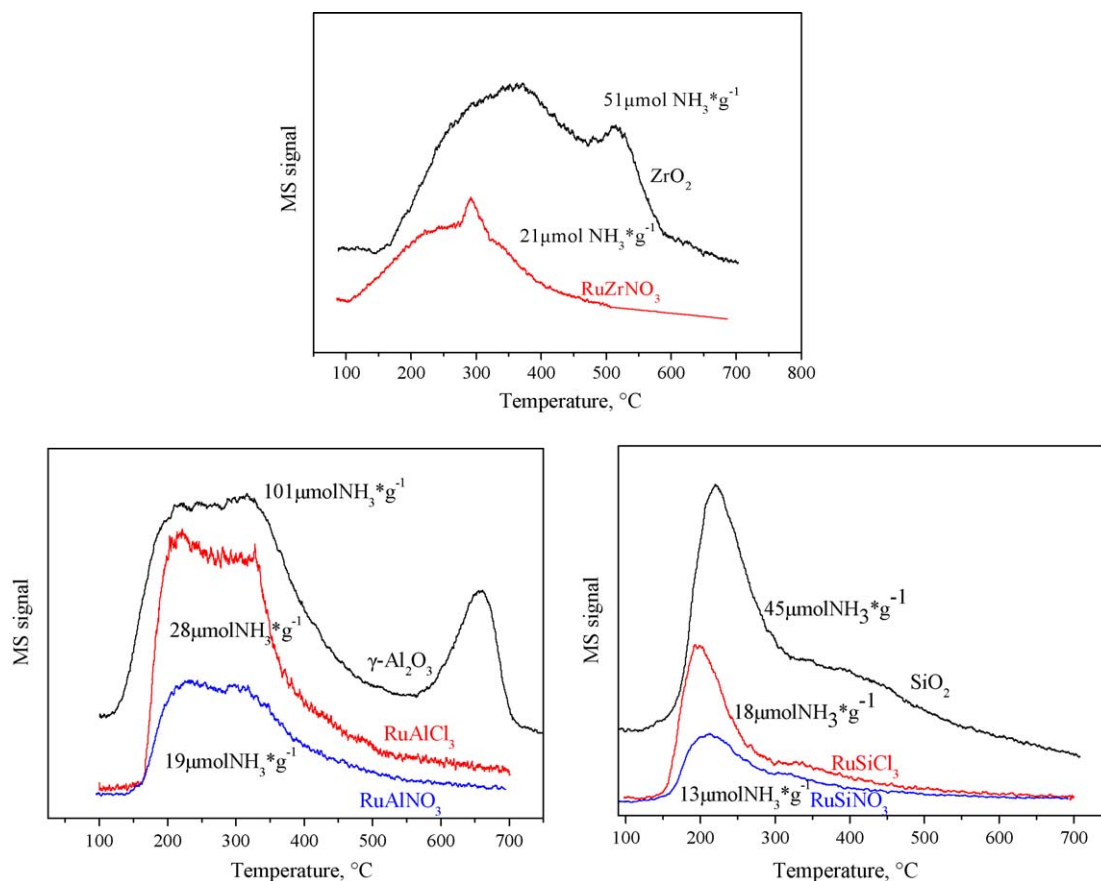 MS signal
51μmol NH₃*g⁻¹
ZrO₂
21μmol NH₃*g⁻¹
RuZrNO₃
100 200 300 400 500 600 700 800
Temperature, °C
MS signal
101μmolNH₃*g⁻¹
28μmolNH₃*g⁻¹
γ-Al₂O₃
RuAlCl₃
19μmolNH₃*g⁻¹
RuAlNO₃
100 200 300 400 500 600 700
Temperature, °C
MS signal
45μmolNH₃*g⁻¹
SiO₂
18μmolNH₃*g⁻¹
RuSiCl₃
13μmolNH₃*g⁻¹
RuSiNO₃
100 200 300 400 500 600 700
Temperature, °C